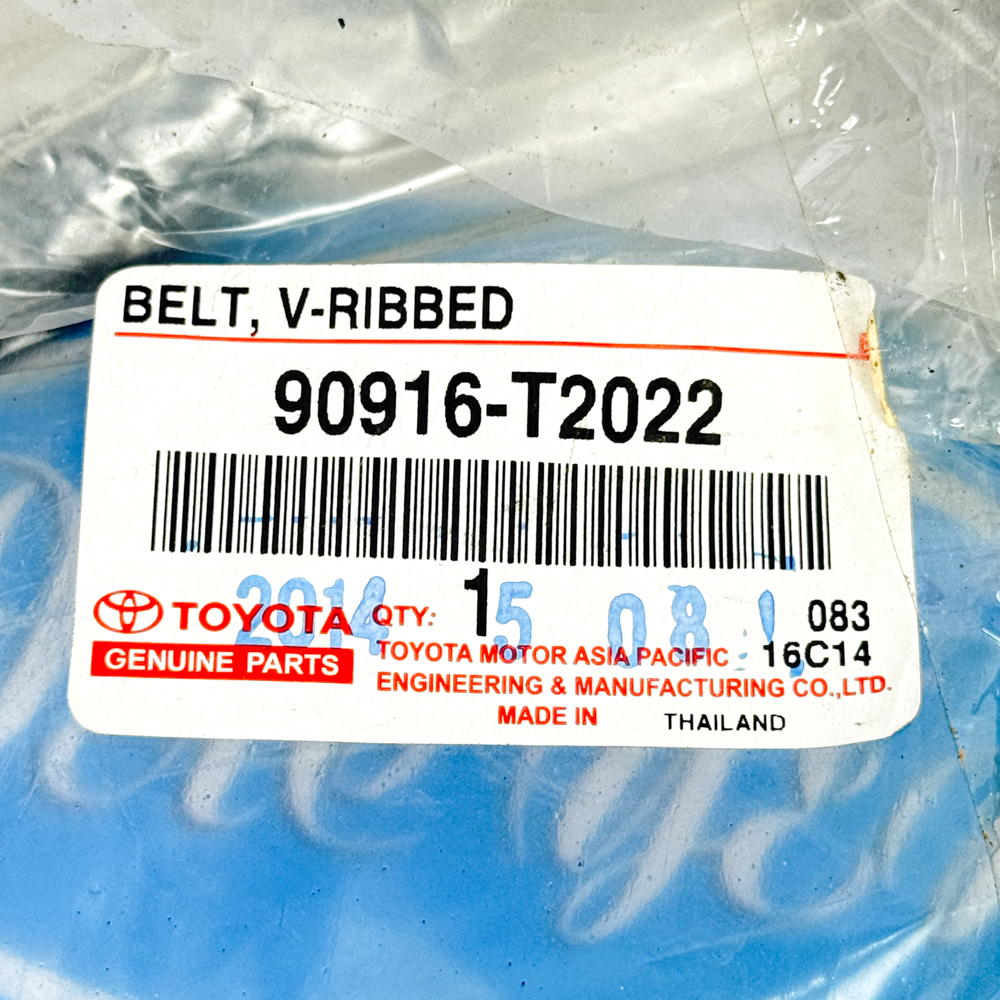 BELT, V-RIBBED
90916-T2022
TOYOTA
GENUINE PARTS
QTY: 1
2014 5 08
083
TOYOTA MOTOR ASIA PACIFIC 16C14
ENGINEERING & MANUFACTURING CO.,LTD.
MADE IN THAILAND